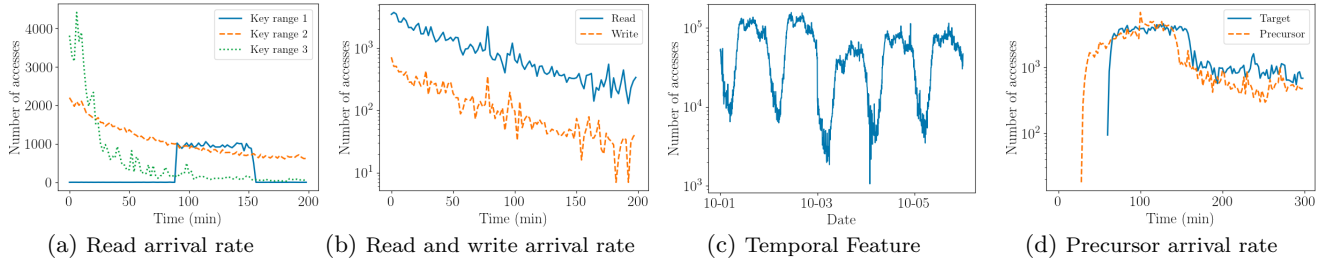 Number of accesses
4000
3000
2000
1000
0
Key range 1
Key range 2
Key range 3
0
50
100
150
200
Time (min)
(a) Read arrival rate
Number of accesses
10^3
10^2
10^1
Read
Write
0
50
100
150
200
Time (min)
(b) Read and write arrival rate
Number of accesses
10^5
10^4
10^3
10-01
10-03
10-05
Date
(c) Temporal Feature
Number of accesses
10^3
10^2
Target
Precursor
0
100
200
300
Time (min)
(d) Precursor arrival rate